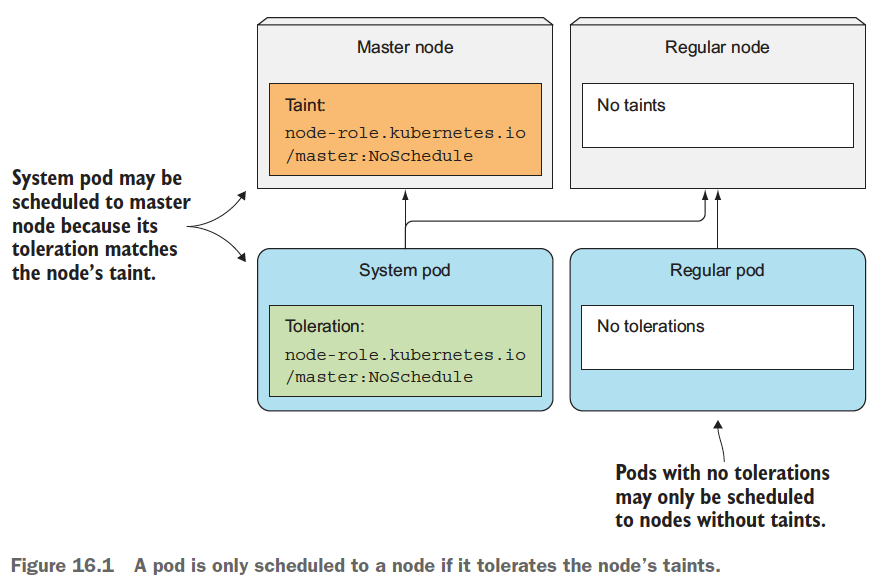 Master node
Regular node
Taint:
node-role.kubernetes.io
/master:NoSchedule
No taints
System pod may be
scheduled to master
node because its
toleration matches
the node's taint.
System pod
Regular pod
Toleration:
node-role.kubernetes.io
/master:NoSchedule
No tolerations
Pods with no tolerations
may only be scheduled
to nodes without taints.
Figure 16.1 A pod is only scheduled to a node if it tolerates the node's taints.